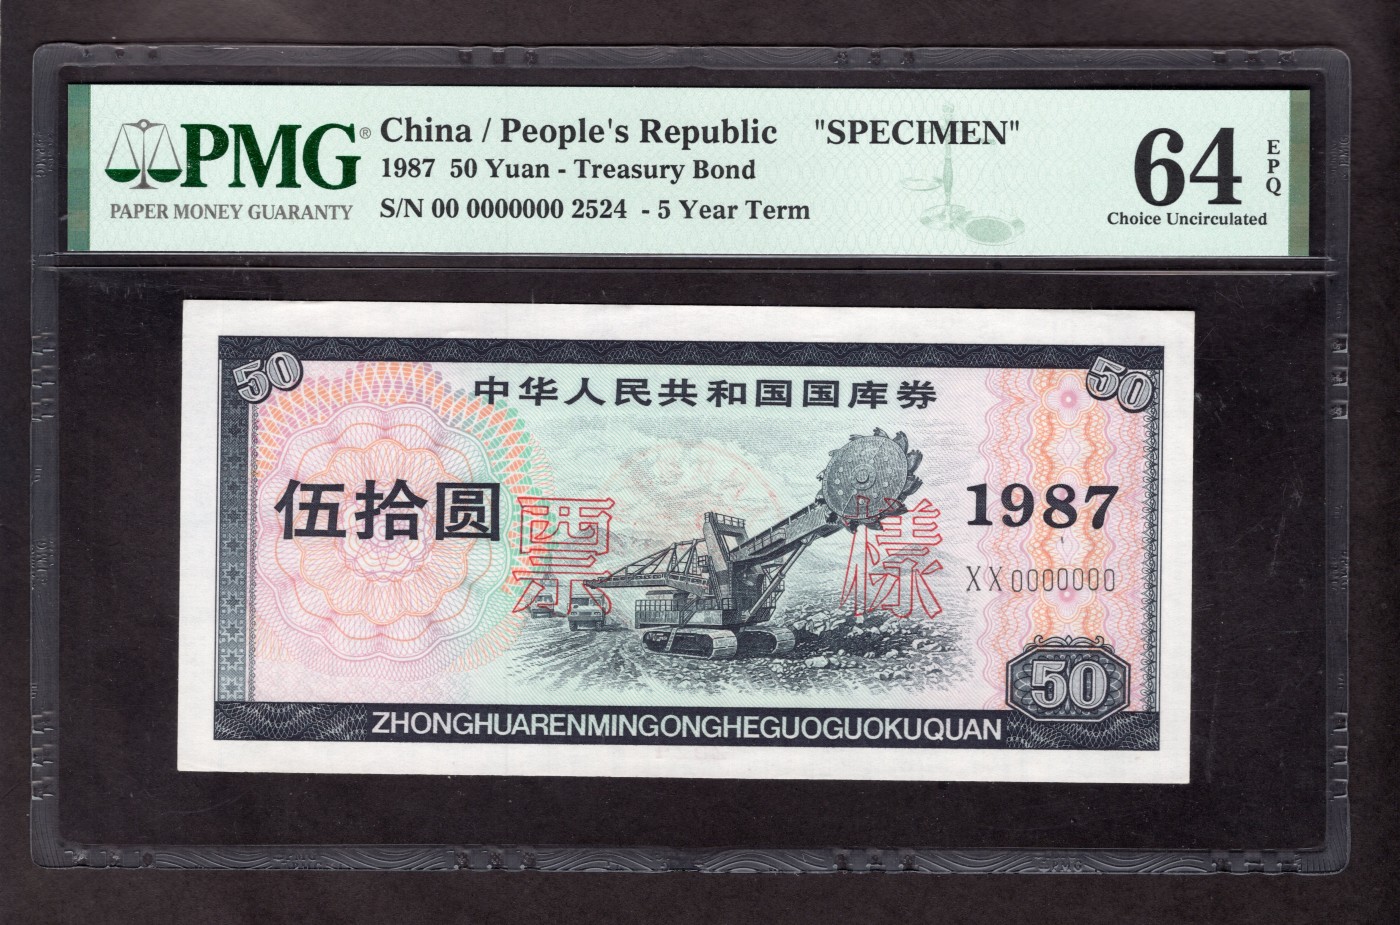 PMG®
PAPER MONEY GUARANTY
China / People's Republic "SPECIMEN"
1987 50 Yuan - Treasury Bond
S/N 00 0000000 2524 - 5 Year Term
64
EPQ
Choice Uncirculated
50
50
中华人民共和国国库券
伍拾圆
票樣
1987
XX0000000
50
ZHONGHUARENMINGONGHEGUOGUOKUQUAN